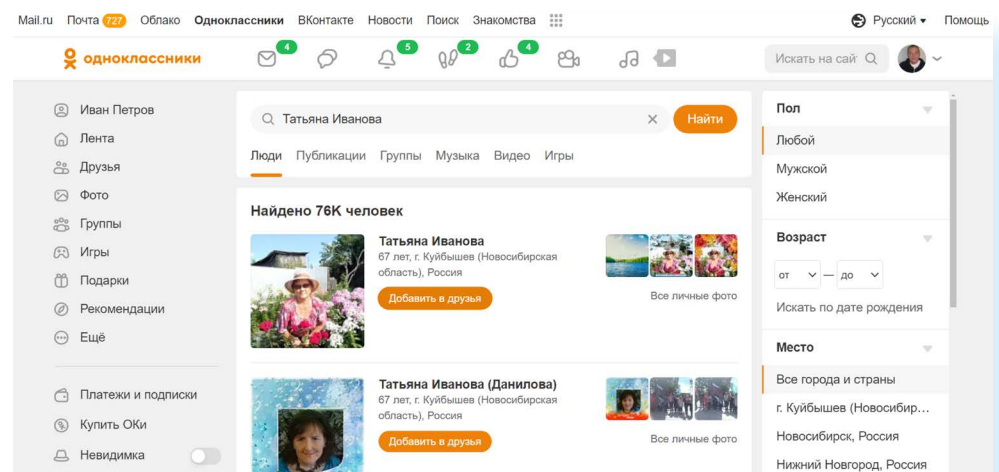 Mail.ru Почта 727 Облако Одноклассники ВКонтакте Новости Поиск Знакомства Русский Помощь
одноклассники 4 5 2 4 Искать на сай
Иван Петров
Лента
Друзья
Фото
Группы
Игры
Подарки
Рекомендации
Ещё
Платежи и подписки
Купить ОКи
Невидимка
Татьяна Иванова Найти
Люди Публикации Группы Музыка Видео Игры
Найдено 76K человек
Татьяна Иванова
67 лет, г. Куйбышев (Новосибирская
область), Россия
Добавить в друзья
Все личные фото
Татьяна Иванова (Данилова)
67 лет, г. Куйбышев (Новосибирская
область), Россия
Добавить в друзья
Все личные фото
Пол
Любой
Мужской
Женский
Возраст
от — до
Искать по дате рождения
Место
Все города и страны
г. Куйбышев (Новосибир...
Новосибирск, Россия
Нижний Новгород, Россия